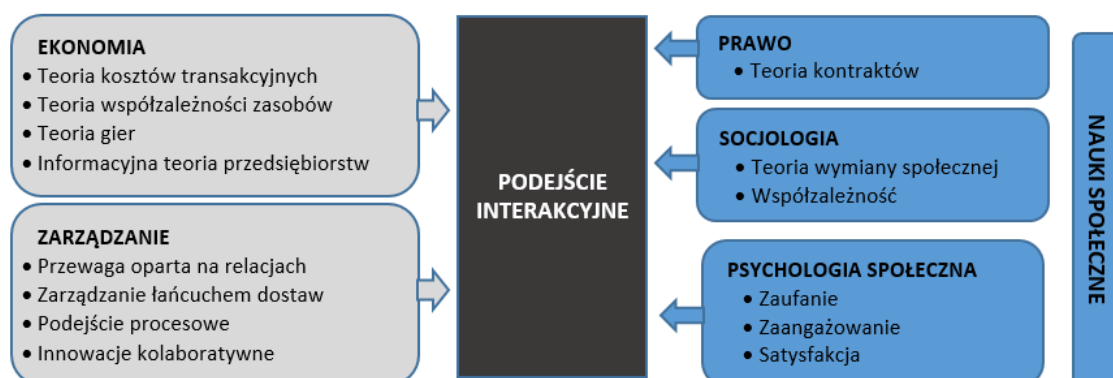 EKONOMIA
• Teoria kosztów transakcyjnych
• Teoria współzależności zasobów
• Teoria gier
• Informacyjna teoria przedsiębiorstw
ZARZĄDZANIE
• Przewaga oparta na relacjach
• Zarządzanie łańcuchem dostaw
• Podejście procesowe
• Innowacje kolaboratywne
PODEJŚCIE
INTERAKCYJNE
PRAWO
• Teoria kontraktów
SOCJOLOGIA
• Teoria wymiany społecznej
• Współzależność
PSYCHOLOGIA SPOŁECZNA
• Zaufanie
• Zaangażowanie
• Satysfakcja
NAUKI SPOŁECZNE